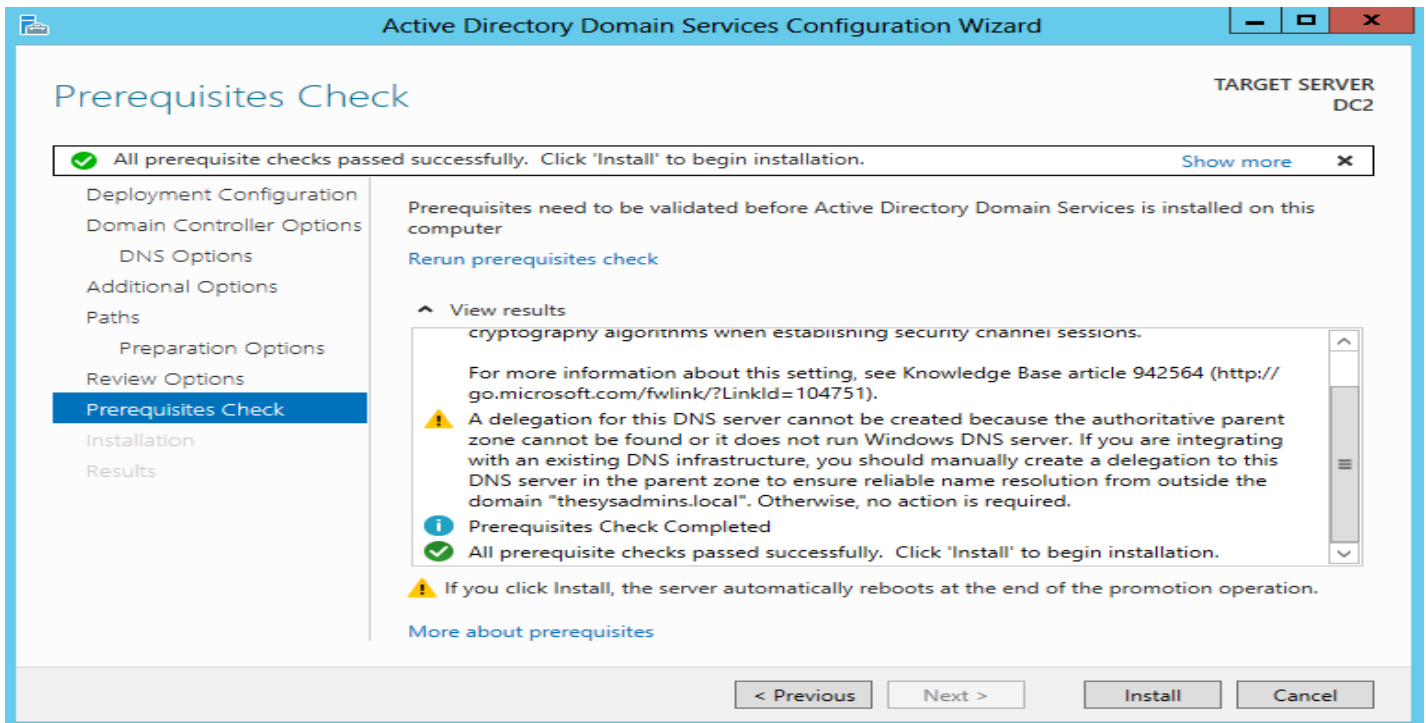 Active Directory Domain Services Configuration Wizard
Prerequisites Check
TARGET SERVER
DC2
All prerequisite checks passed successfully.  Click 'Install' to begin installation.
Show more
Deployment Configuration
Domain Controller Options
DNS Options
Additional Options
Paths
Preparation Options
Review Options
Prerequisites Check
Installation
Results
Prerequisites need to be validated before Active Directory Domain Services is installed on this
computer
Rerun prerequisites check
View results
cryptography algorithms when establishing security channel sessions.
For more information about this setting, see Knowledge Base article 942564 (http://
go.microsoft.com/fwlink/?LinkId=104751).
A delegation for this DNS server cannot be created because the authoritative parent
zone cannot be found or it does not run Windows DNS server. If you are integrating
with an existing DNS infrastructure, you should manually create a delegation to this
DNS server in the parent zone to ensure reliable name resolution from outside the
domain "thesysadmins.local". Otherwise, no action is required.
Prerequisites Check Completed
All prerequisite checks passed successfully.  Click 'Install' to begin installation.
If you click Install, the server automatically reboots at the end of the promotion operation.
More about prerequisites
< Previous
Next >
Install
Cancel